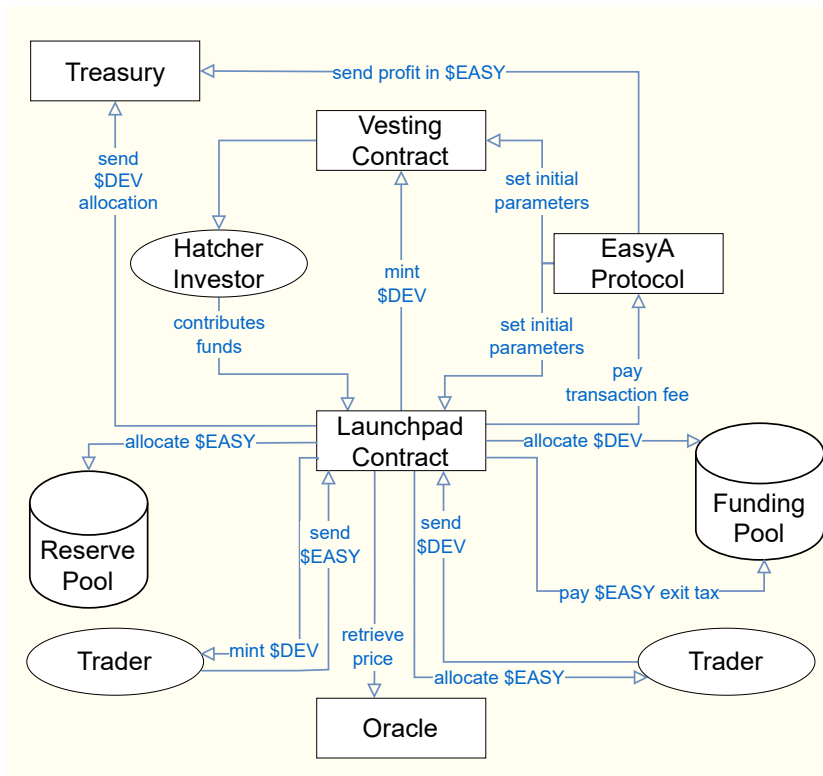 Treasury
send profit in $EASY
Vesting
Contract
send
$DEV
allocation
set initial
parameters
Hatcher
Investor
EasyA
Protocol
mint
$DEV
contributes
funds
set initial
parameters
pay
transaction fee
Launchpad
Contract
allocate $EASY
allocate $DEV
Funding
Pool
send
$EASY
send
$DEV
Reserve
Pool
pay $EASY exit tax
Trader
mint $DEV
retrieve
price
allocate $EASY
Trader
Oracle